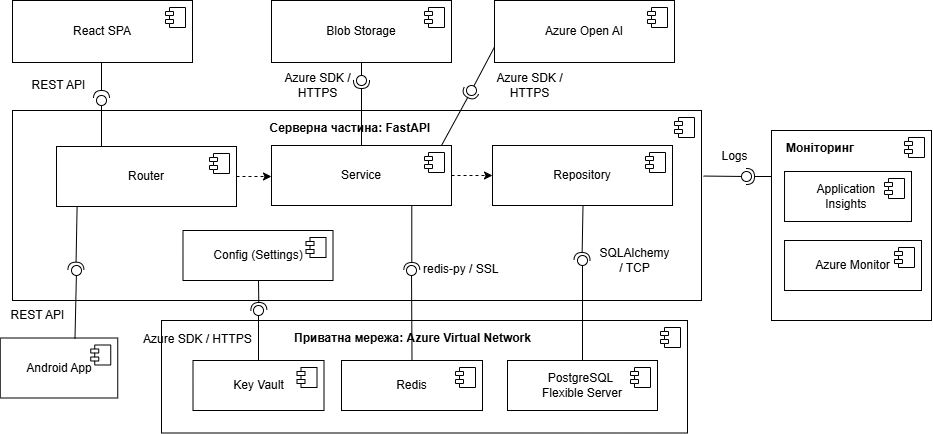 React SPA
Blob Storage
Azure Open AI
REST API
Azure SDK /
HTTPS
Azure SDK /
HTTPS
Серверна частина: FastAPI
Router
Service
Repository
Logs
Моніторинг
Application
Insights
Azure Monitor
Config (Settings)
redis-py / SSL
SQLAlchemy
/ TCP
REST API
Android App
Azure SDK / HTTPS
Приватна мережа: Azure Virtual Network
Key Vault
Redis
PostgreSQL
Flexible Server